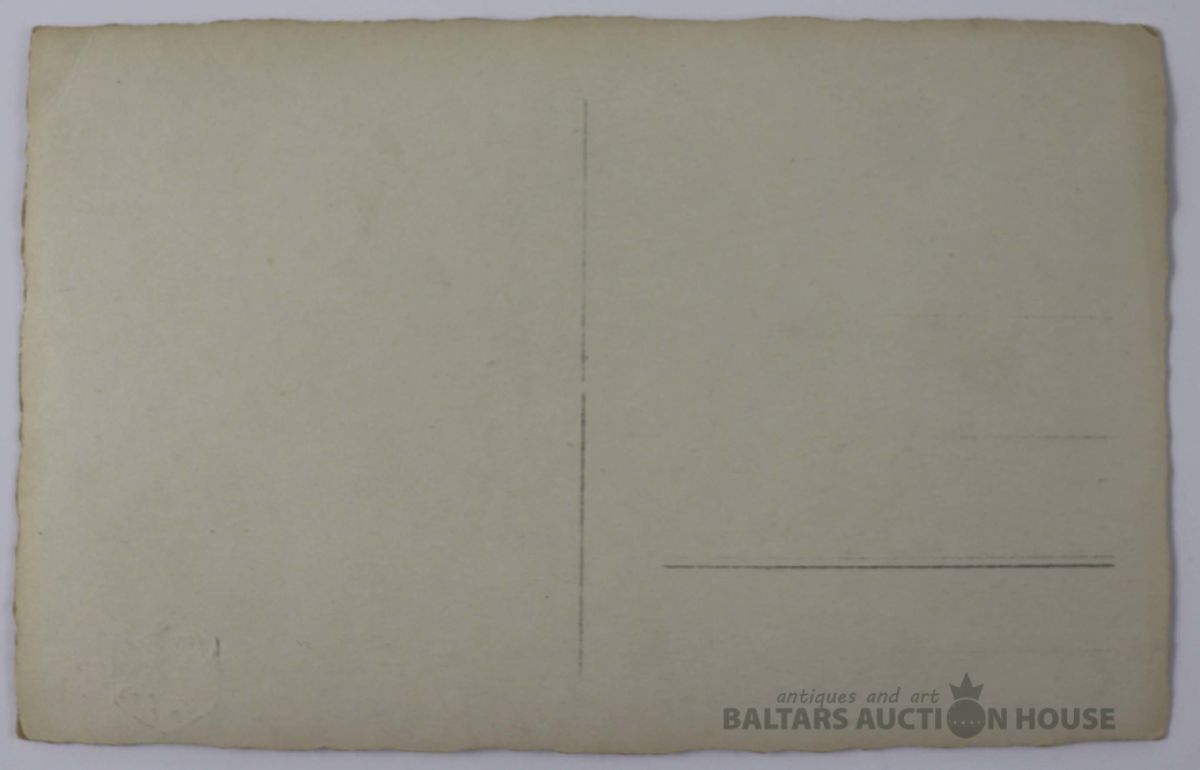 antiques and art
BALTARS AUCTION HOUSE